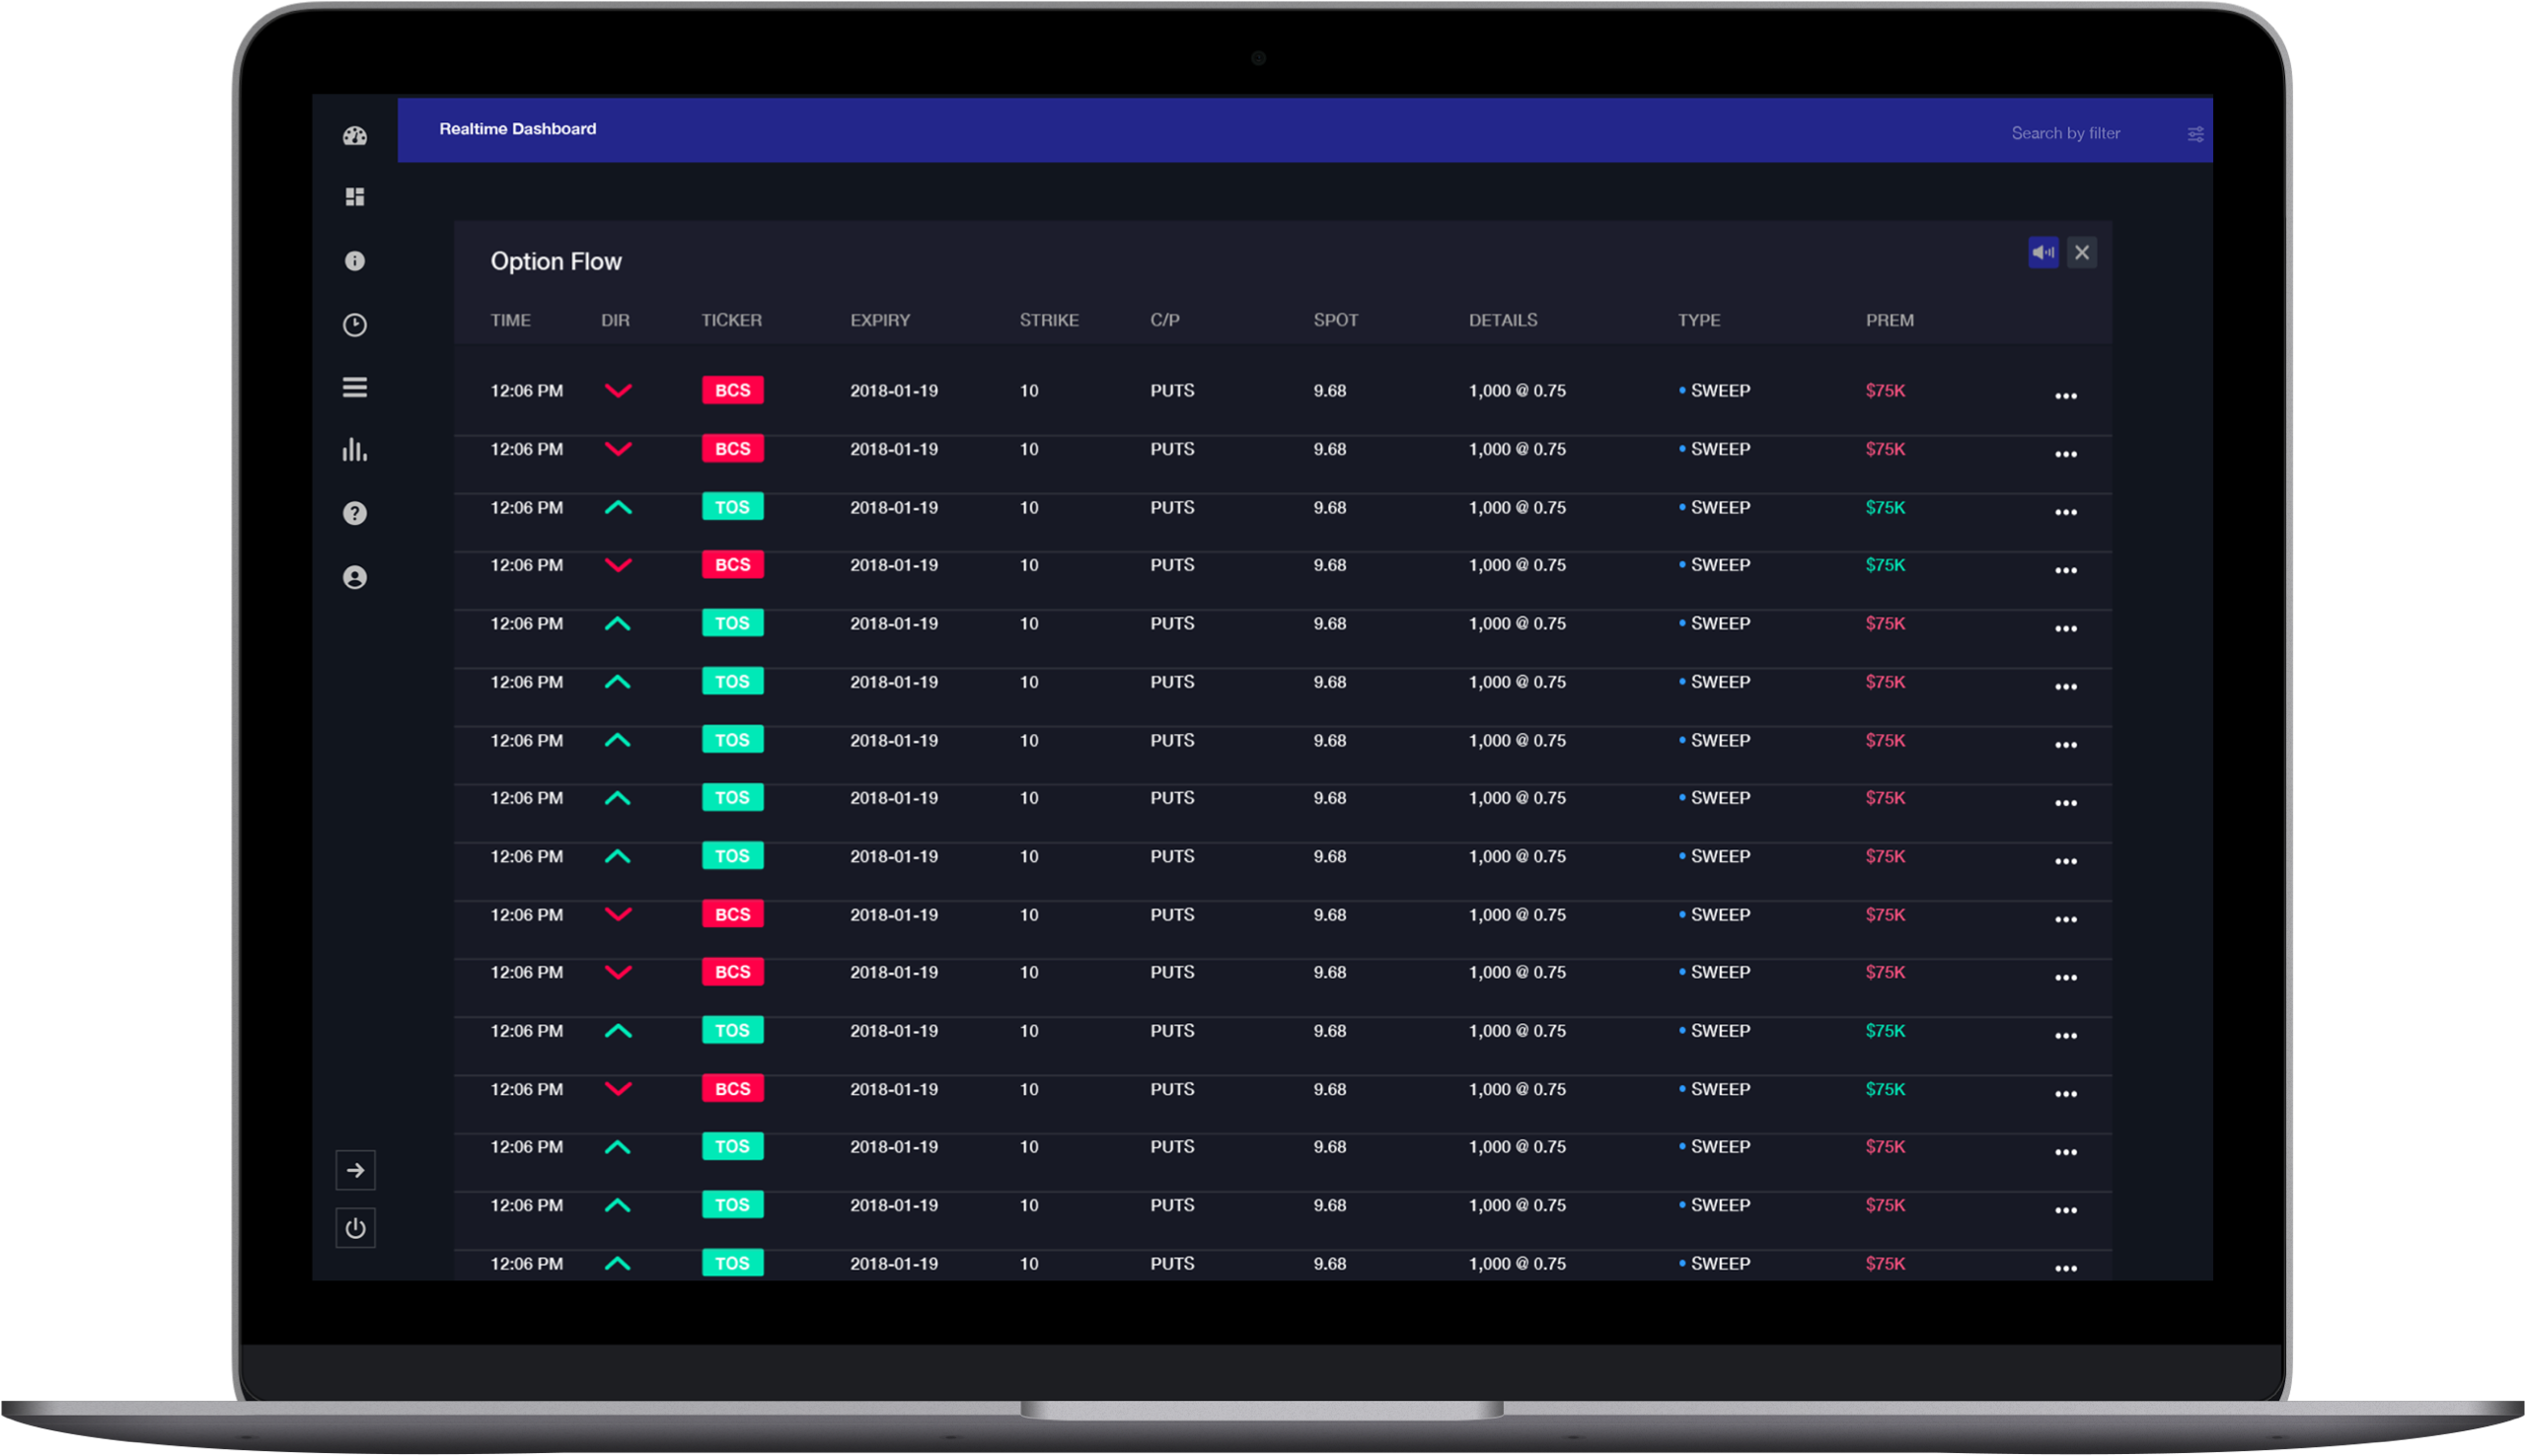 Realtime Dashboard Search by filter
Option Flow
TIME DIR TICKER EXPIRY STRIKE C/P SPOT DETAILS TYPE PREM
12:06 PM BCS 2018-01-19 10 PUTS 9.68 1,000 @ 0.75 • SWEEP $75K
12:06 PM BCS 2018-01-19 10 PUTS 9.68 1,000 @ 0.75 • SWEEP $75K
12:06 PM TOS 2018-01-19 10 PUTS 9.68 1,000 @ 0.75 • SWEEP $75K
12:06 PM BCS 2018-01-19 10 PUTS 9.68 1,000 @ 0.75 • SWEEP $75K
12:06 PM TOS 2018-01-19 10 PUTS 9.68 1,000 @ 0.75 • SWEEP $75K
12:06 PM TOS 2018-01-19 10 PUTS 9.68 1,000 @ 0.75 • SWEEP $75K
12:06 PM TOS 2018-01-19 10 PUTS 9.68 1,000 @ 0.75 • SWEEP $75K
12:06 PM TOS 2018-01-19 10 PUTS 9.68 1,000 @ 0.75 • SWEEP $75K
12:06 PM TOS 2018-01-19 10 PUTS 9.68 1,000 @ 0.75 • SWEEP $75K
12:06 PM BCS 2018-01-19 10 PUTS 9.68 1,000 @ 0.75 • SWEEP $75K
12:06 PM BCS 2018-01-19 10 PUTS 9.68 1,000 @ 0.75 • SWEEP $75K
12:06 PM TOS 2018-01-19 10 PUTS 9.68 1,000 @ 0.75 • SWEEP $75K
12:06 PM BCS 2018-01-19 10 PUTS 9.68 1,000 @ 0.75 • SWEEP $75K
12:06 PM TOS 2018-01-19 10 PUTS 9.68 1,000 @ 0.75 • SWEEP $75K
12:06 PM TOS 2018-01-19 10 PUTS 9.68 1,000 @ 0.75 • SWEEP $75K
12:06 PM TOS 2018-01-19 10 PUTS 9.68 1,000 @ 0.75 • SWEEP $75K